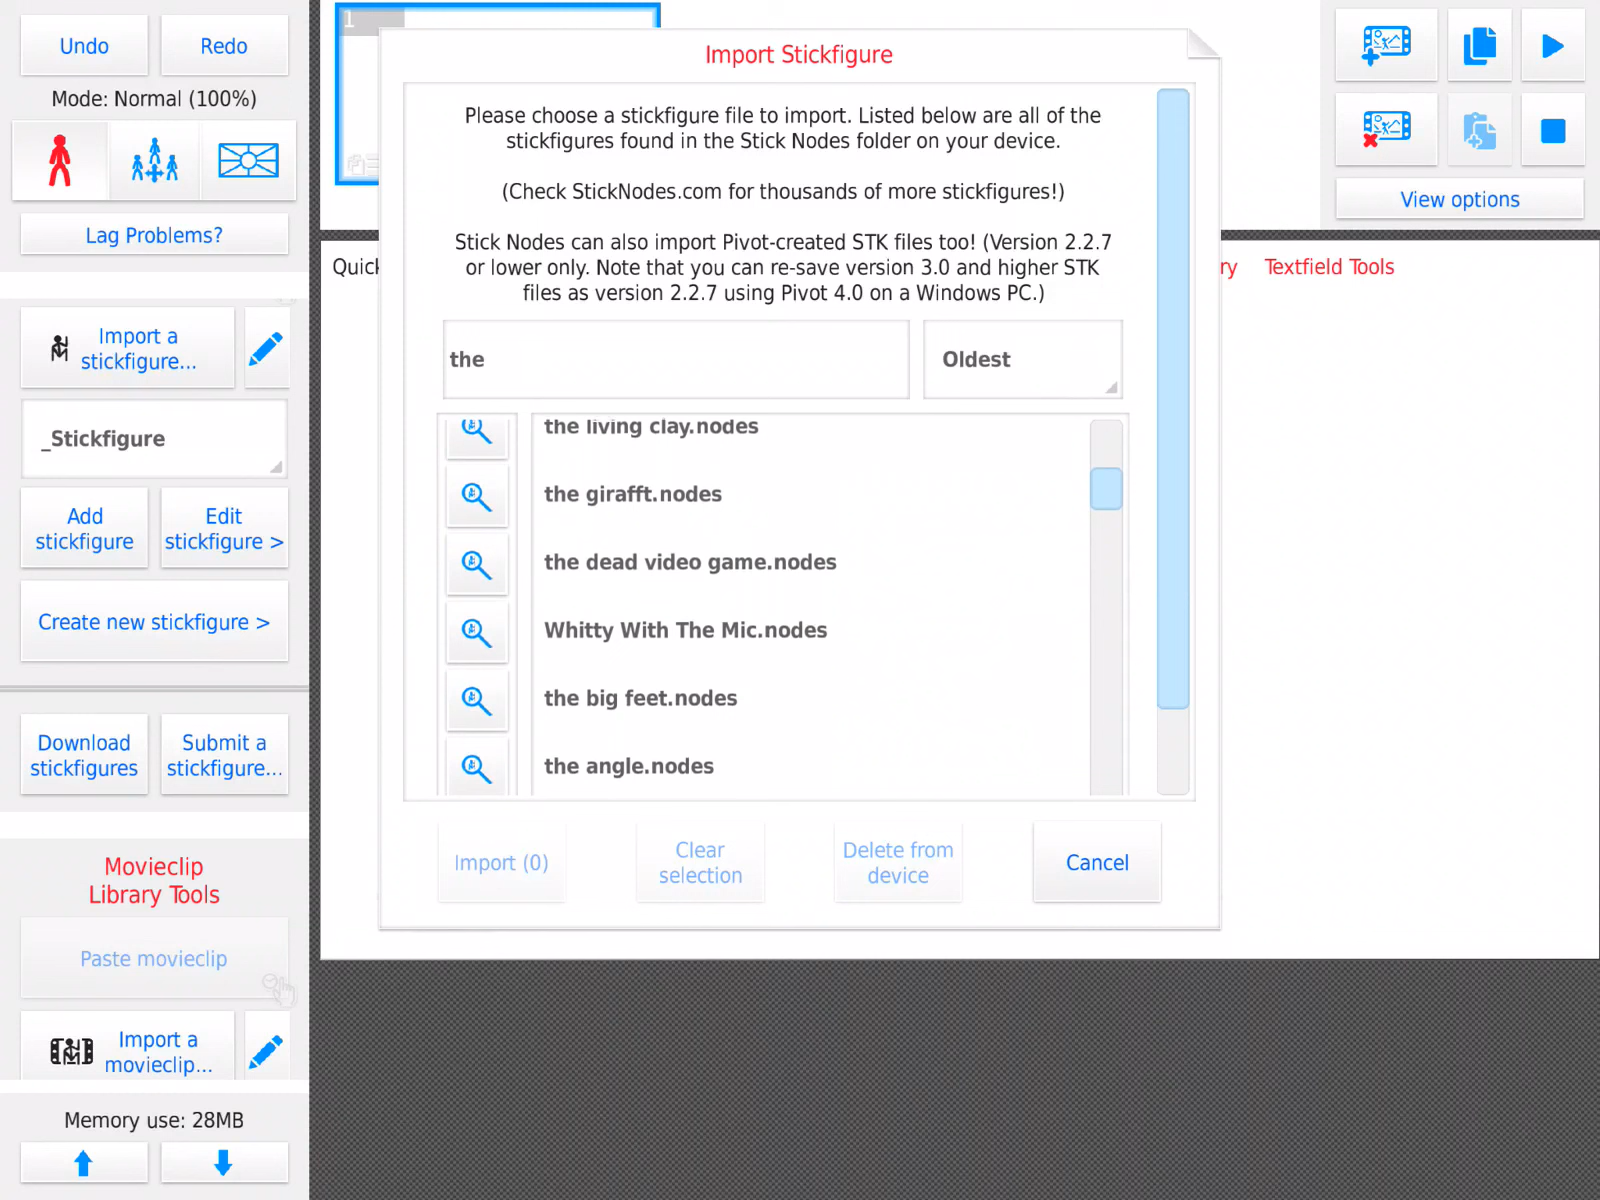 Undo
Redo
Mode: Normal (100%)
Lag Problems?
Import a
stickfigure...
_Stickfigure
Add
stickfigure
Edit
stickfigure >
Create new stickfigure >
Download
stickfigures
Submit a
stickfigure...
Movieclip
Library Tools
Paste movieclip
Import a
movieclip...
Memory use: 28MB
1
Import Stickfigure
Please choose a stickfigure file to import. Listed below are all of the
stickfigures found in the Stick Nodes folder on your device.
(Check StickNodes.com for thousands of more stickfigures!)
Stick Nodes can also import Pivot-created STK files too! (Version 2.2.7
or lower only. Note that you can re-save version 3.0 and higher STK
files as version 2.2.7 using Pivot 4.0 on a Windows PC.)
the
Oldest
the living clay.nodes
the girafft.nodes
the dead video game.nodes
Whitty With The Mic.nodes
the big feet.nodes
the angle.nodes
Import (0)
Clear
selection
Delete from
device
Cancel
View options
Quick
ry
Textfield Tools